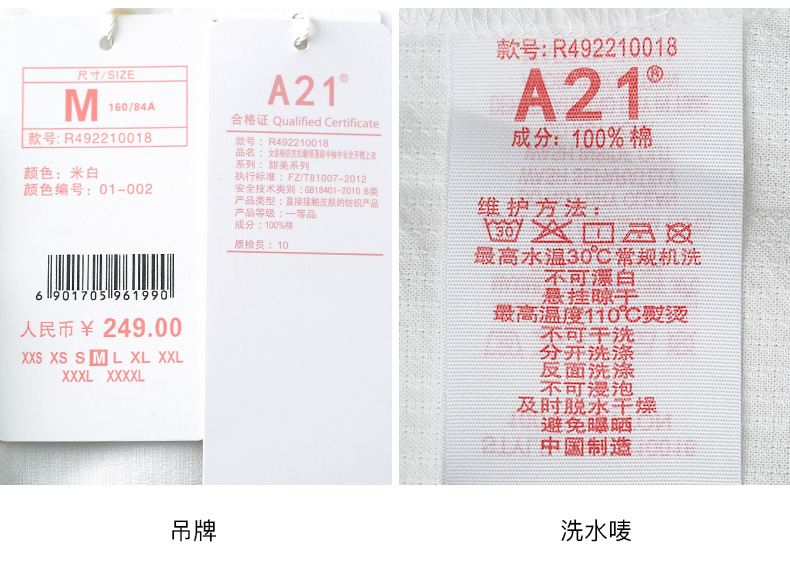 尺寸/SIZE
M 160/84A
款号: R492210018
颜色: 米白
颜色编号: 01-002
6 901705 961990
人民币 ¥ 249.00
XXS XS S M L XL XXL
XXXL XXXXL
A21®
合格证 Qualified Certificate
款号: R492210018
系列: 甜美系列
执行标准: FZ/T81007-2012
安全技术类别: GB18401-2010 B类
产品类型: 直接接触皮肤的纺织产品
产品等级: 一等品
成分: 100%棉
质检员: 10
吊牌
款号: R492210018
A21®
成分: 100% 棉
维护方法:
30
最高水温30℃常规机洗
不可漂白
悬挂晾干
最高温度110℃熨烫
不可干洗
分开洗涤
反面洗涤
不可浸泡
及时脱水干燥
避免曝晒
中国制造
洗水唛